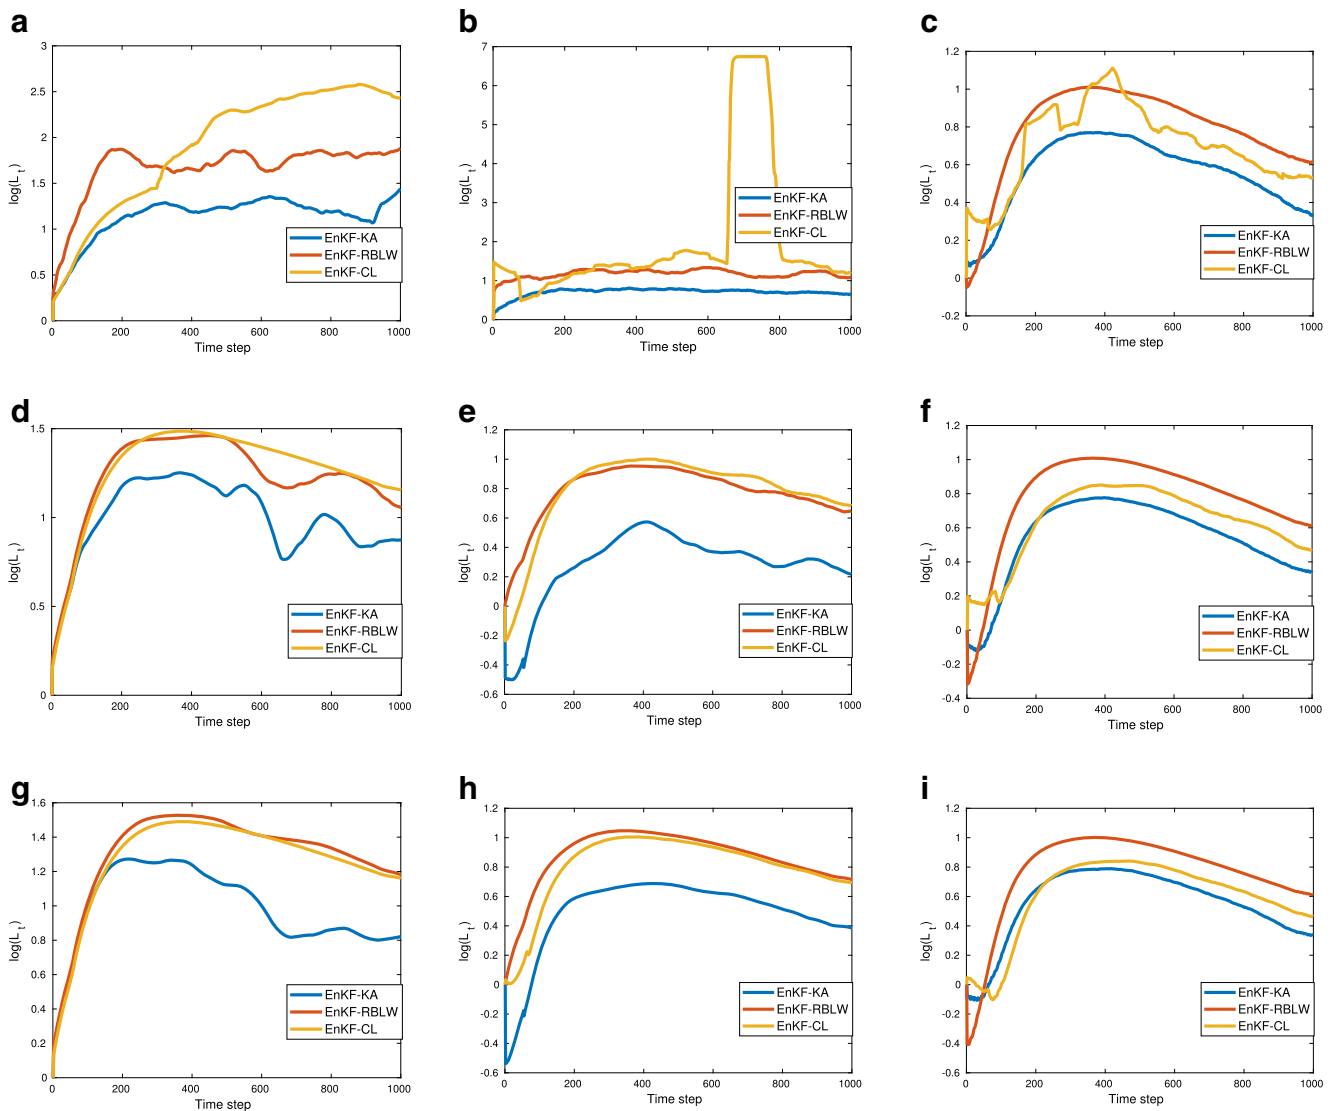 a
3
2.5
2
1.5
1
0.5
0
log(L t)
EnKF-KA
EnKF-RBLW
EnKF-CL
0 200 400 600 800 1000
Time step
b
7
6
5
4
3
2
1
0
log(L t)
EnKF-KA
EnKF-RBLW
EnKF-CL
0 200 400 600 800 1000
Time step
c
1.2
1
0.8
0.6
0.4
0.2
0
-0.2
log(L t)
EnKF-KA
EnKF-RBLW
EnKF-CL
0 200 400 600 800 1000
Time step
d
1.5
1
0.5
0
log(L t)
EnKF-KA
EnKF-RBLW
EnKF-CL
0 200 400 600 800 1000
Time step
e
1.2
1
0.8
0.6
0.4
0.2
0
-0.2
-0.4
-0.6
log(L t)
EnKF-KA
EnKF-RBLW
EnKF-CL
0 200 400 600 800 1000
Time step
f
1.2
1
0.8
0.6
0.4
0.2
0
-0.2
-0.4
log(L t)
EnKF-KA
EnKF-RBLW
EnKF-CL
0 200 400 600 800 1000
Time step
g
1.6
1.4
1.2
1
0.8
0.6
0.4
0.2
0
log(L t)
EnKF-KA
EnKF-RBLW
EnKF-CL
0 200 400 600 800 1000
Time step
h
1.2
1
0.8
0.6
0.4
0.2
0
-0.2
-0.4
-0.6
log(L t)
EnKF-KA
EnKF-RBLW
EnKF-CL
0 200 400 600 800 1000
Time step
i
1.2
1
0.8
0.6
0.4
0.2
0
-0.2
-0.4
-0.6
log(L t)
EnKF-KA
EnKF-RBLW
EnKF-CL
0 200 400 600 800 1000
Time step